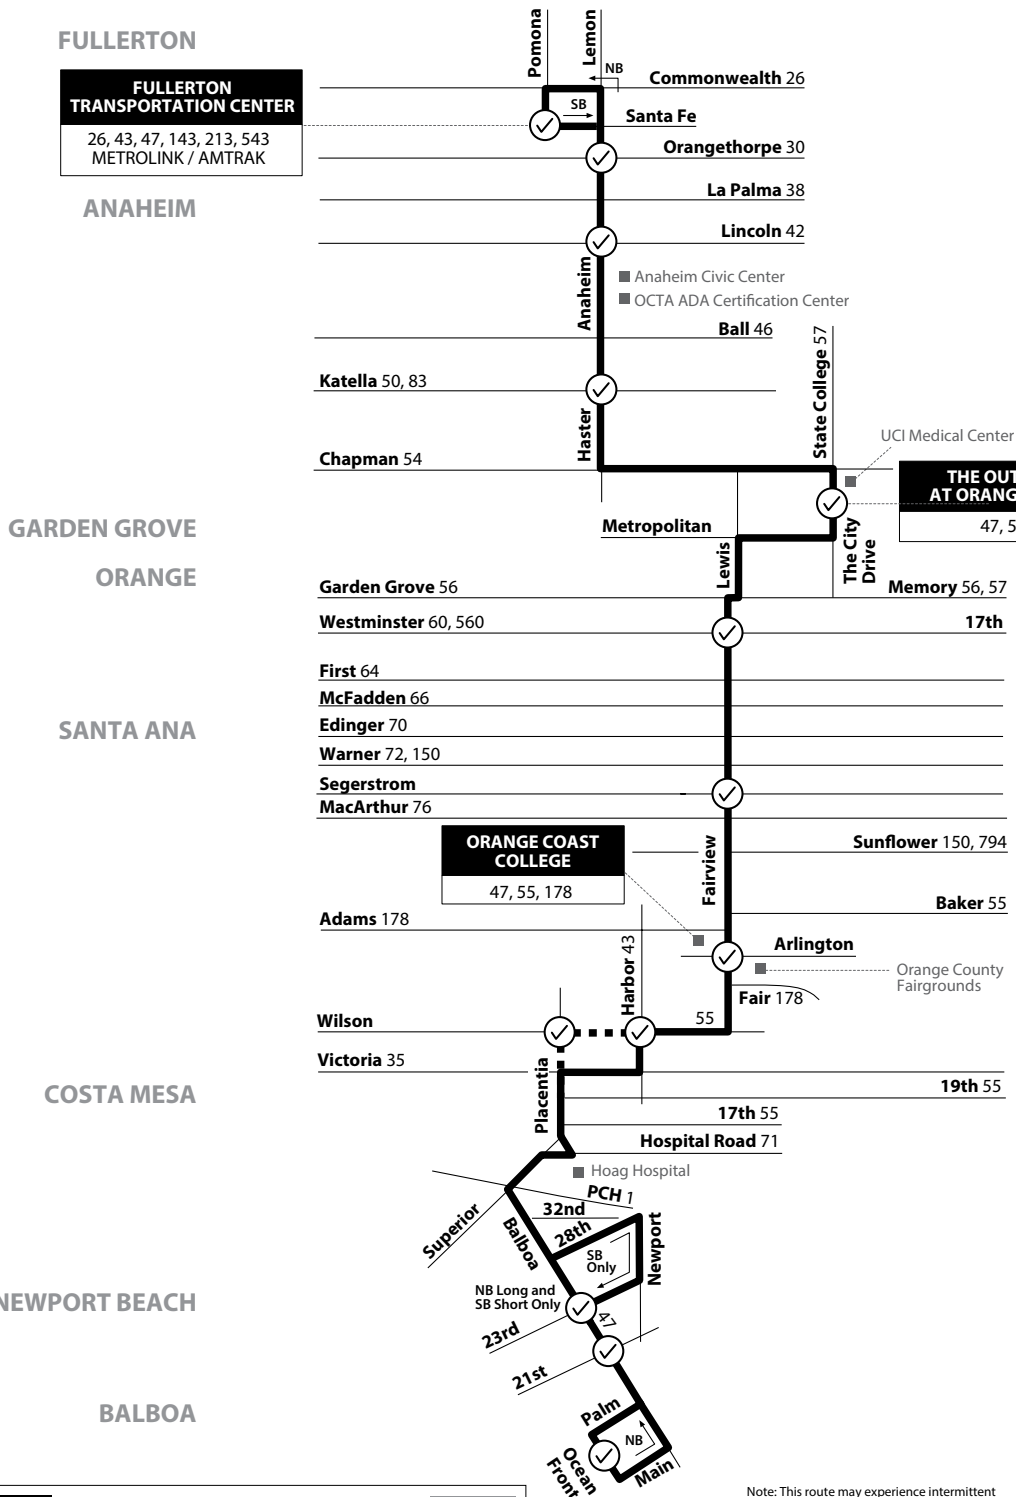 FULLERTON
Pomona
Lemon
NB
Commonwealth 26
FULLERTON
TRANSPORTATION CENTER
26, 43, 47, 143, 213, 543
METROLINK / AMTRAK
SB
Santa Fe
Orangethorpe 30
ANAHEIM
La Palma 38
Lincoln 42
Anaheim
Anaheim Civic Center
OCTA ADA Certification Center
Ball 46
State College 57
Katella 50, 83
Haster
UCI Medical Center
Chapman 54
THE OUT
AT ORANG
47, 5
GARDEN GROVE
Metropolitan
The City
Drive
Lewis
ORANGE
Garden Grove 56
Memory 56, 57
Westminster 60, 560
17th
First 64
McFadden 66
SANTA ANA
Edinger 70
Warner 72, 150
Segerstrom
MacArthur 76
ORANGE COAST
COLLEGE
47, 55, 178
Fairview
Sunflower 150, 794
Baker 55
Adams 178
Harbor 43
Arlington
Orange County
Fairgrounds
Fair 178
Wilson
55
Victoria 35
COSTA MESA
Placentia
19th 55
17th 55
Hospital Road 71
Hoag Hospital
PCH 1
Superior
Balboa
32nd
28th
Newport
SB
Only
NEWPORT BEACH
NB Long and
SB Short Only
47
23rd
21st
BALBOA
Palm
NB
Ocean
Front
Main
Note: This route may experience intermittent